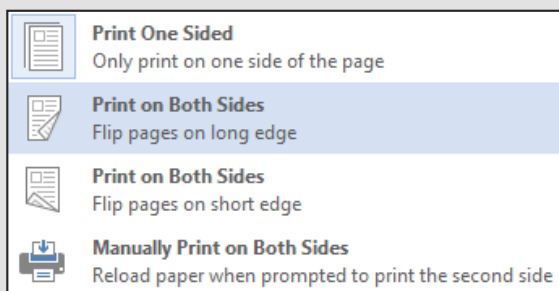 Print One Sided
Only print on one side of the page
Print on Both Sides
Flip pages on long edge
Print on Both Sides
Flip pages on short edge
Manually Print on Both Sides
Reload paper when prompted to print the second side